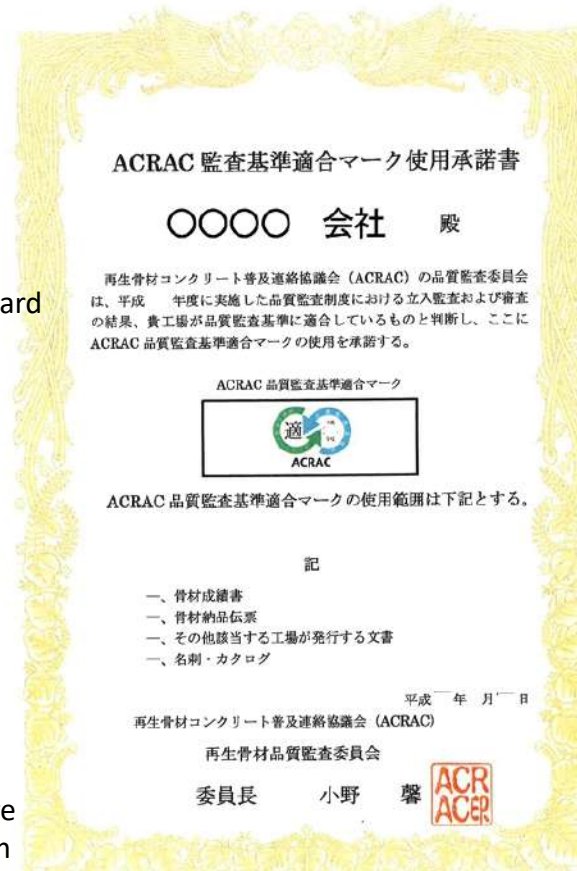 ACRAC 監査基準適合マーク使用承諾書
〇〇〇〇 会社 殿
再生骨材コンクリート普及連絡協議会(ACRAC)の品質監査委員会
ard
は、平成 年度に実施した品質監査制度における立入監査および審査
の結果、貴工場が品質監査基準に適合しているものと判断し、ここに
ACRAC 品質監査基準適合マークの使用を承諾する。
ACRAC 品質監査基準適合マーク
適
ACRAC
ACRAC 品質監査基準適合マークの使用範囲は下記とする。
記
一、骨材成績書
一、骨材納品伝票
一、その他該当する工場が発行する文書
一、名刺・カタログ
平成 年 月 日
再生骨材コンクリート普及連絡協議会(ACRAC)
再生骨材品質監査委員会
委員長 小野 馨
ACR
AC印